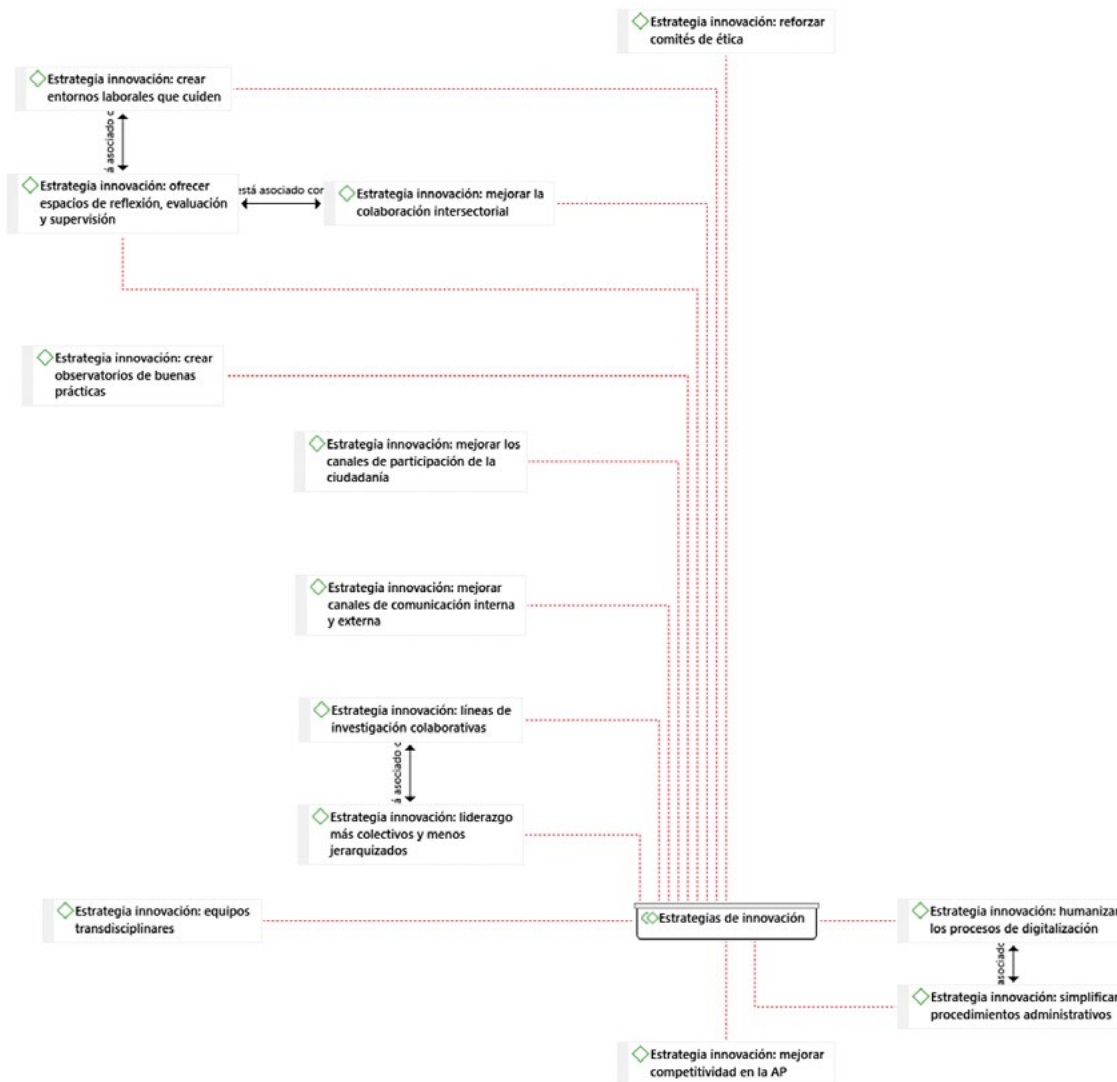 Estrategia innovación: reforzar
comités de ética
Estrategia innovación: crear
entornos laborales que cuiden
á asociado c
Estrategia innovación: ofrecer
espacios de reflexión, evaluación
y supervisión
está asociado con
Estrategia innovación: mejorar la
colaboración intersectorial
Estrategia innovación: crear
observatorios de buenas
prácticas
Estrategia innovación: mejorar los
canales de participación de la
ciudadanía
Estrategia innovación: mejorar
canales de comunicación interna
y externa
Estrategia innovación: líneas de
investigación colaborativas
á asociado c
Estrategia innovación: liderazgo
más colectivos y menos
jerarquizados
Estrategia innovación: equipos
transdisciplinares
Estrategias de innovación
Estrategia innovación: humanizar
los procesos de digitalización
asociado
Estrategia innovación: simplificar
procedimientos administrativos
Estrategia innovación: mejorar
competitividad en la AP